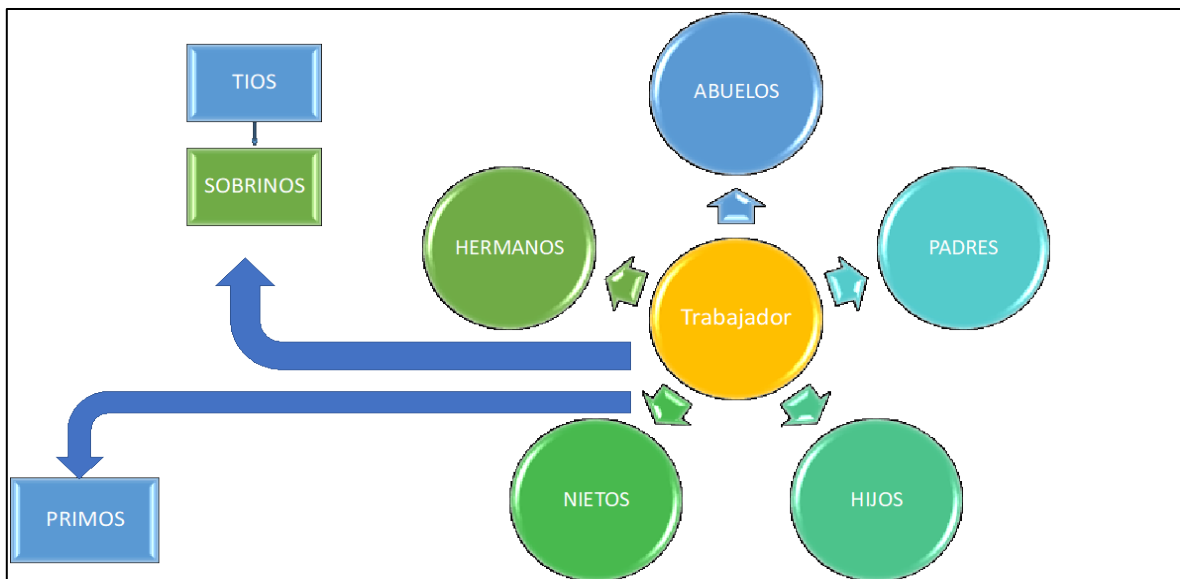 TIOS
ABUELOS
SOBRINOS
HERMANOS
PADRES
Trabajador
NIETOS
HIJOS
PRIMOS